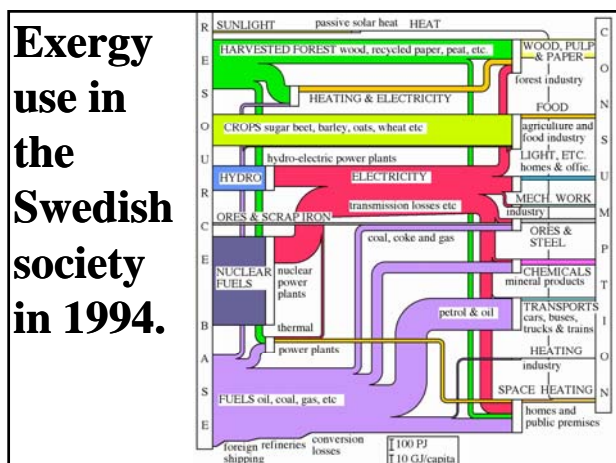 Exergy
use in
the
Swedish
society
in 1994.
RESOURCE BASE
SUNLIGHT
passive solar heat
HEAT
HARVESTED FOREST wood, recycled paper, peat, etc.
WOOD, PULP
& PAPER
forest industry
HEATING & ELECTRICITY
FOOD
CROPS sugar beet, barley, oats, wheat etc
agriculture and
food industry
hydro-electric power plants
LIGHT, ETC.
homes & offic.
HYDRO
ELECTRICITY
MECH. WORK
transmission losses etc
industry
ORES & SCRAP IRON
ORES &
STEEL
coal, coke and gas
NUCLEAR
FUELS
nuclear
power
plants
CHEMICALS
mineral products
TRANSPORTS
cars, buses,
trucks & trains
petrol & oil
thermal
power plants
HEATING
industry
SPACE HEATING
FUELS oil, coal, gas, etc
homes and
public premises
foreign
shipping
refineries
conversion
losses
100 PJ
10 GJ/capita
CONSUMPTION